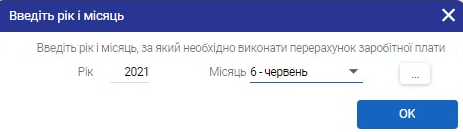 Введіть рік і місяць
Введіть рік і місяць, за який необхідно виконати перерахунок заробітної плати
Рік 2021 Місяць 6 - червень ...
OK